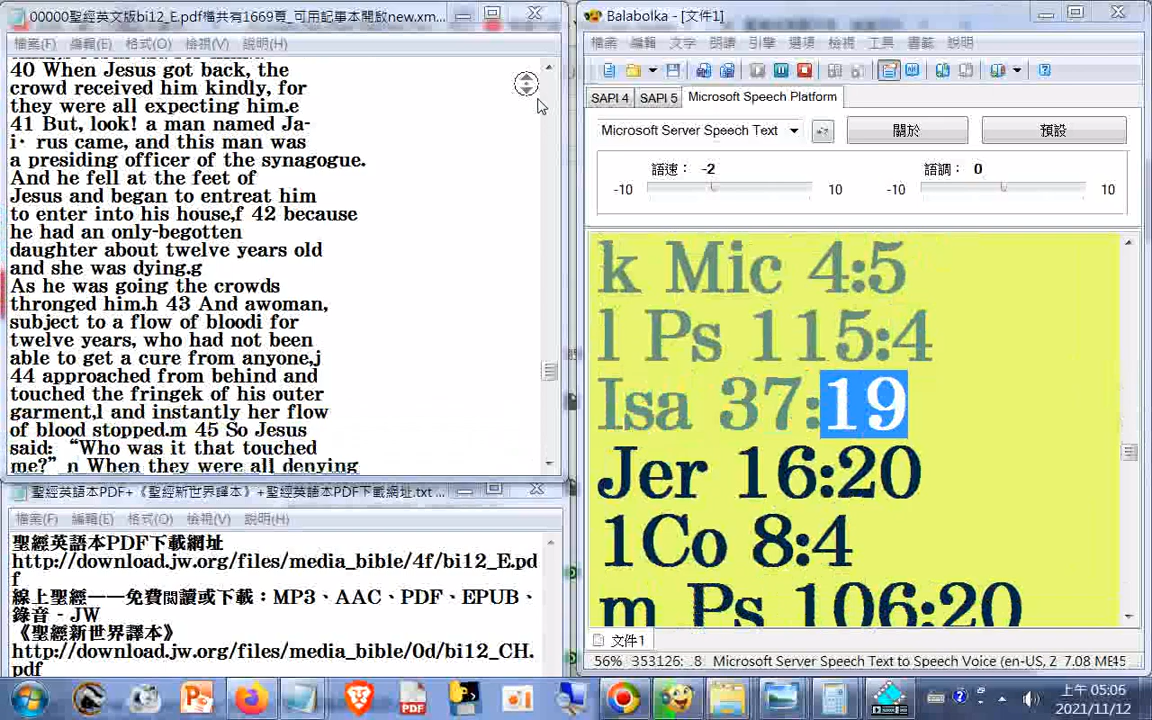 00000聖經英文版bi12_E.pdf檔共有1669頁_可用記事本開啟new.xm...
檔案(F) 編輯(E) 格式(O) 檢視(V) 說明(H)
40 When Jesus got back, the
crowd received him kindly, for
they were all expecting him.e
41 But, look! a man named Ja-
i· rus came, and this man was
a presiding officer of the synagogue.
And he fell at the feet of
Jesus and began to entreat him
to enter into his house,f 42 because
he had an only-begotten
daughter about twelve years old
and she was dying.g
As he was going the crowds
thronged him.h 43 And awoman,
subject to a flow of bloodi for
twelve years, who had not been
able to get a cure from anyone,j
44 approached from behind and
touched the fringek of his outer
garment,l and instantly her flow
of blood stopped.m 45 So Jesus
said: “Who was it that touched
me?” n When they were all denying
聖經英語本PDF+《聖經新世界譯本》+聖經英語本PDF下載網址.txt ...
檔案(F) 編輯(E) 格式(O) 檢視(V) 說明(H)
聖經英語本PDF下載網址
http://download.jw.org/files/media_bible/4f/bi12_E.pd
f
線上聖經——免費閱讀或下載：MP3、AAC、PDF、EPUB、
錄音 - JW
《聖經新世界譯本》
http://download.jw.org/files/media_bible/0d/bi12_CH.
pdf
Balabolka - [文件1]
檔案 編輯 文字 朗讀 引擎 選項 檢視 工具 書籤 說明
SAPI 4 SAPI 5 Microsoft Speech Platform
Microsoft Server Speech Text 關於 預設
語速： -2 語調： 0
-10 10 -10 10
k Mic 4:5
l Ps 115:4
Isa 37:19
Jer 16:20
1Co 8:4
m Ps 106:20
文件1
56% 353126: .8 Microsoft Server Speech Text to Speech Voice (en-US, Z 7.08 ME45
上午 05:06
2021/11/12